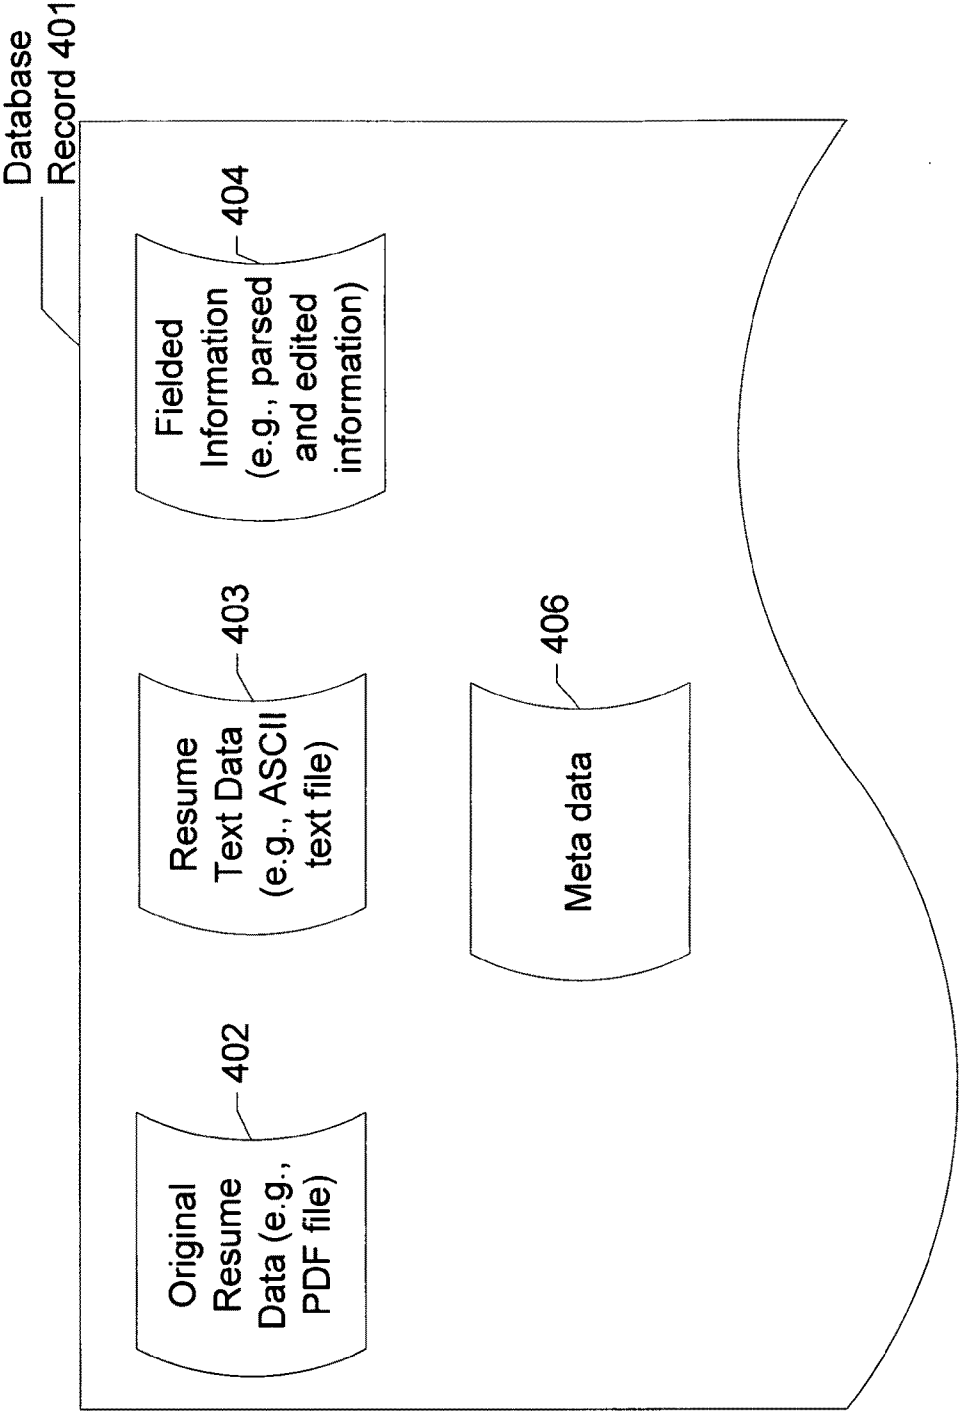 Database
Record 401
Original
Resume
Data (e.g.,
PDF file)
402
Resume
Text Data
(e.g., ASCII
text file)
403
Fielded
Information
(e.g., parsed
and edited
information)
404
Meta data
406